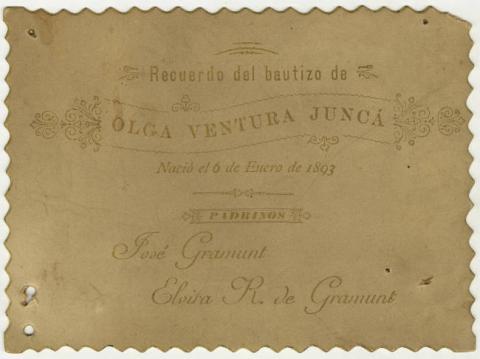 Recuerdo del bautizo de
OLGA VENTURA JUNCÁ
Nació el 6 de Enero de 1893
PADRINOS
José Gramunt
Elvira R. de Gramunt